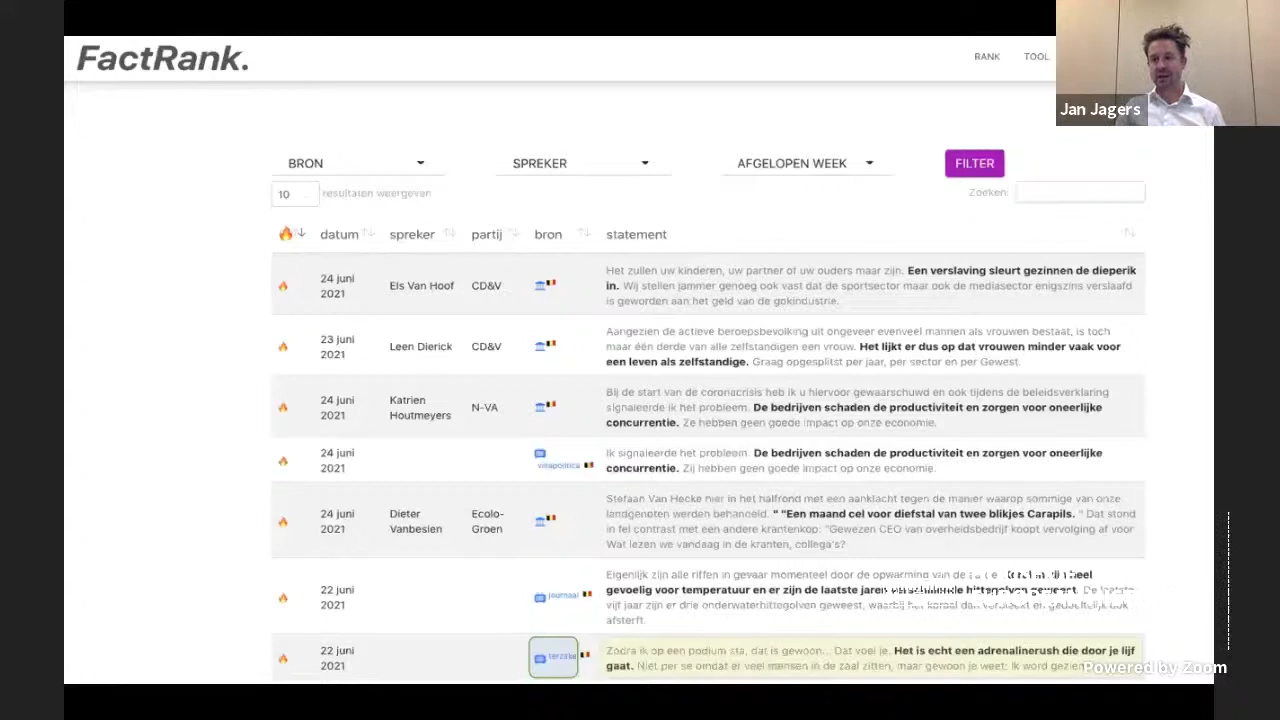 FactRank.
RANK
TOOL
Jan Jagers
BRON
SPREKER
AFGELOPEN WEEK
FILTER
10 resultaten weergeven
Zoeken:
datum spreker partij bron statement
24 juni
2021
Els Van Hoof
CD&V
Het zullen uw kinderen, uw partner of uw ouders maar zijn. Een verslaving sleurt gezinnen de dieperik
in. Wij stellen jammer genoeg ook vast dat de sportsector maar ook de mediasector enigszins verslaafd
is geworden aan het geld van de gokindustrie.
23 juni
2021
Leen Dierick
CD&V
Aangezien de actieve beroepsbevolking uit ongeveer evenveel mannen als vrouwen bestaat, is toch
maar één derde van alle zelfstandigen een vrouw. Het lijkt er dus op dat vrouwen minder vaak voor
een leven als zelfstandige. Graag opgesplitst per jaar, per sector en per Gewest.
24 juni
2021
Katrien
Houtmeyers
N-VA
Bij de start van de coronacrisis heb ik u hiervoor gewaarschuwd en ook tijdens de beleidsverklaring
signaleerde ik het probleem. De bedrijven schaden de productiviteit en zorgen voor oneerlijke
concurrentie. Ze hebben geen goede impact op onze economie.
24 juni
2021
villapolitica
Ik signaleerde het probleem. De bedrijven schaden de productiviteit en zorgen voor oneerlijke
concurrentie. Zij hebben geen goede impact op onze economie.
24 juni
2021
Dieter
Vanbesien
Ecolo-
Groen
Stefaan Van Hecke hier in het halfrond met een aanklacht tegen de manier waarop sommige van onze
landgenoten werden behandeld. " "Een maand cel voor diefstal van twee blikjes Carapils. " Dat stond
in fel contrast met een andere krantenkop: "Gewezen CEO van overheidsbedrijf koopt vervolging af voor
Wat lezen we vandaag in de kranten, collega's?
22 juni
2021
journaal
Eigenlijk zijn alle riffen in gevaar momenteel door de opwarming van de heel
gevoelig voor temperatuur en er zijn de laatste jaren hittegolven geweest. De laatste
vijf jaar zijn er drie onderwaterhittegolven geweest, waarbij het koraal dan verbleekt en gedeeltelijk ook
afsterft.
22 juni
2021
terzake
Zodra ik op een podium sta, dat is gewoon... Dat voel je. Het is echt een adrenalinerush die door je lijf
gaat. Niet per se omdat er veel mensen in de zaal zitten, maar gewoon je weet: Ik word
Powered by Zoom